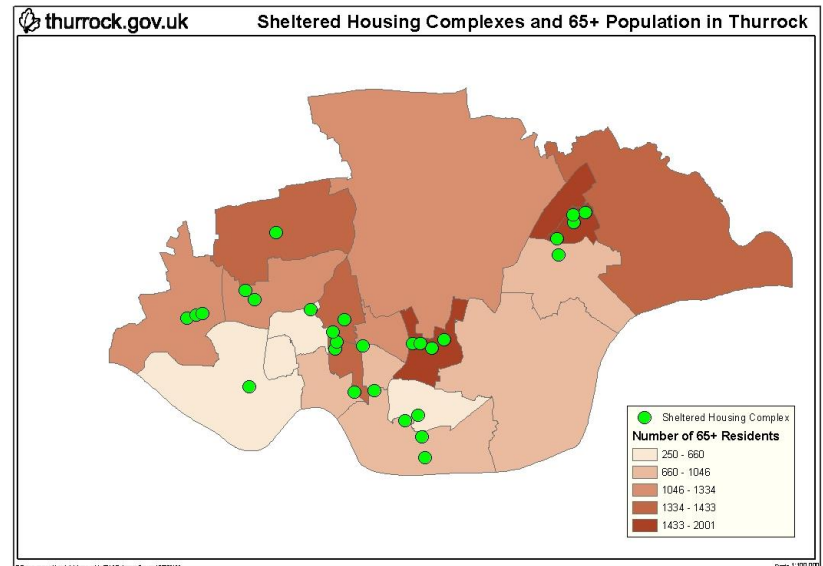 thurrock.gov.uk
Sheltered Housing Complexes and 65+ Population in Thurrock
Sheltered Housing Complex
Number of 65+ Residents
250 - 660
660 - 1046
1046 - 1334
1334 - 1433
1433 - 2001